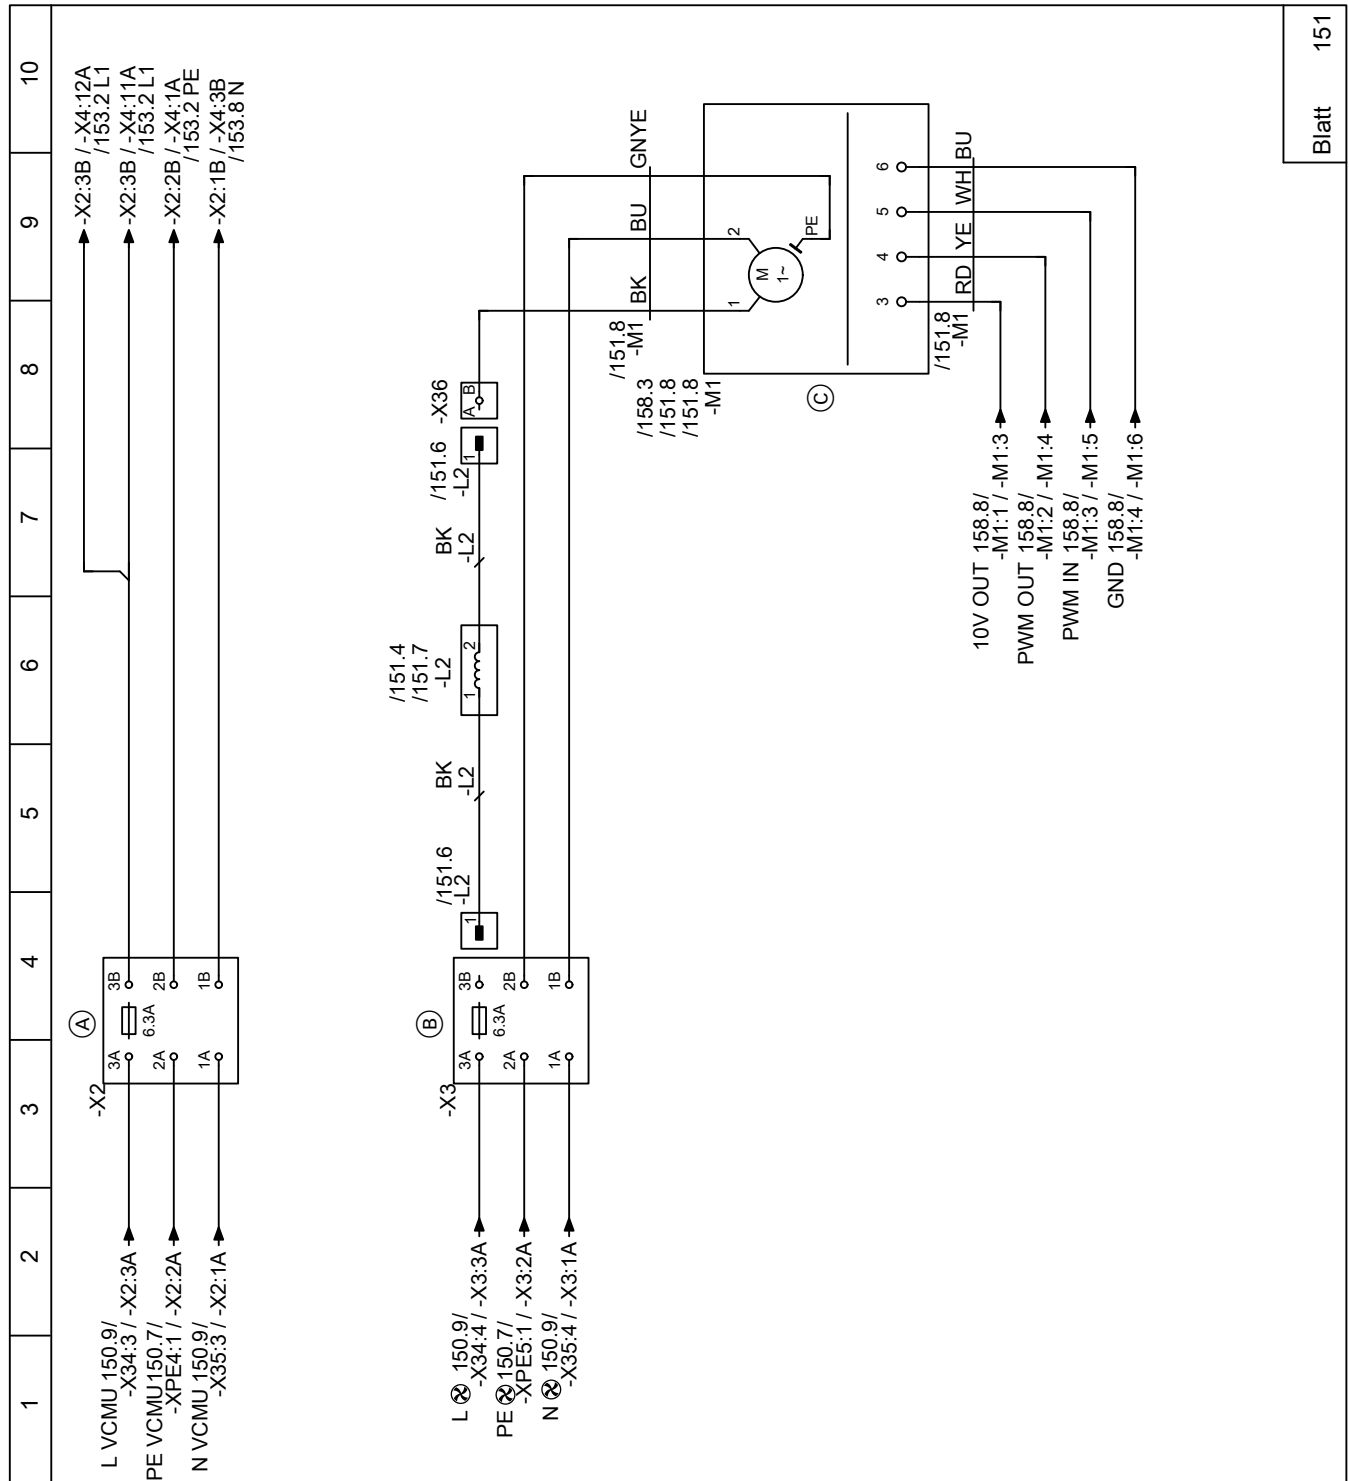 1
2
3
4
5
6
7
8
9
10
L VCMU 150.9/
-X34:3 / -X2:3A
PE VCMU150.7/
-XPE4:1 / -X2:2A
N VCMU 150.9/
-X35:3 / -X2:1A
-X2
A
3A
3B
6.3A
2A
2B
1A
1B
-X2:3B / -X4:12A
/153.2 L1
-X2:3B / -X4:11A
/153.2 L1
-X2:2B / -X4:1A
/153.2 PE
-X2:1B / -X4:3B
/153.8 N
L 150.9/
-X34:4 / -X3:3A
PE 150.7/
-XPE5:1 / -X3:2A
N 150.9/
-X35:4 / -X3:1A
-X3
B
3A
3B
6.3A
2A
2B
1A
1B
/151.6
-L2
1
BK
-L2
/151.4
/151.7
-L2
1
2
BK
-L2
/151.6
-L2
1
-X36
A
B
/151.8
-M1
BK
BU
GNYE
/158.3
/151.8
/151.8
-M1
1
2
M
1~
PE
C
3
4
5
6
/151.8
-M1
RD
YE
WH
BU
10V OUT 158.8/
-M1:1 / -M1:3
PWM OUT 158.8/
-M1:2 / -M1:4
PWM IN 158.8/
-M1:3 / -M1:5
GND 158.8/
-M1:4 / -M1:6
Blatt 151